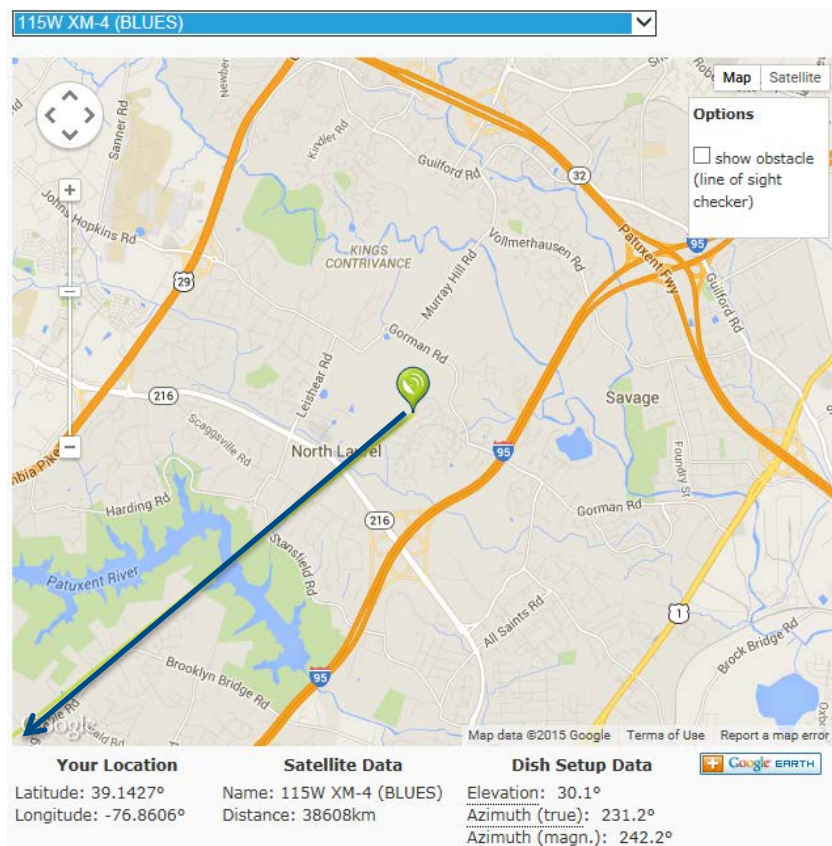 115W XM-4 (BLUES)
Map Satellite
Options
show obstacle
(line of sight
checker)
Sanner Rd
Kindler Rd
Guilford Rd
32
Johns Hopkins Rd
KINGS
CONTRIVANCE
Vollmerhausen Rd
Patuxent Fwy
95
Murray Hill Rd
29
Guilford Rd
Gorman Rd
Leishear Rd
216
Savage
Scaggsville Rd
North Laurel
95
Foundry St
Harding Rd
216
Gorman Rd
Stansfield Rd
Patuxent River
1
All Saints Rd
Brock Bridge Rd
Brooklyn Bridge Rd
95
Google
Map data ©2015 Google Terms of Use Report a map error
Your Location Satellite Data Dish Setup Data Google EARTH
Latitude: 39.1427° Name: 115W XM-4 (BLUES) Elevation: 30.1°
Longitude: -76.8606° Distance: 38608km Azimuth (true): 231.2°
Azimuth (magn.): 242.2°